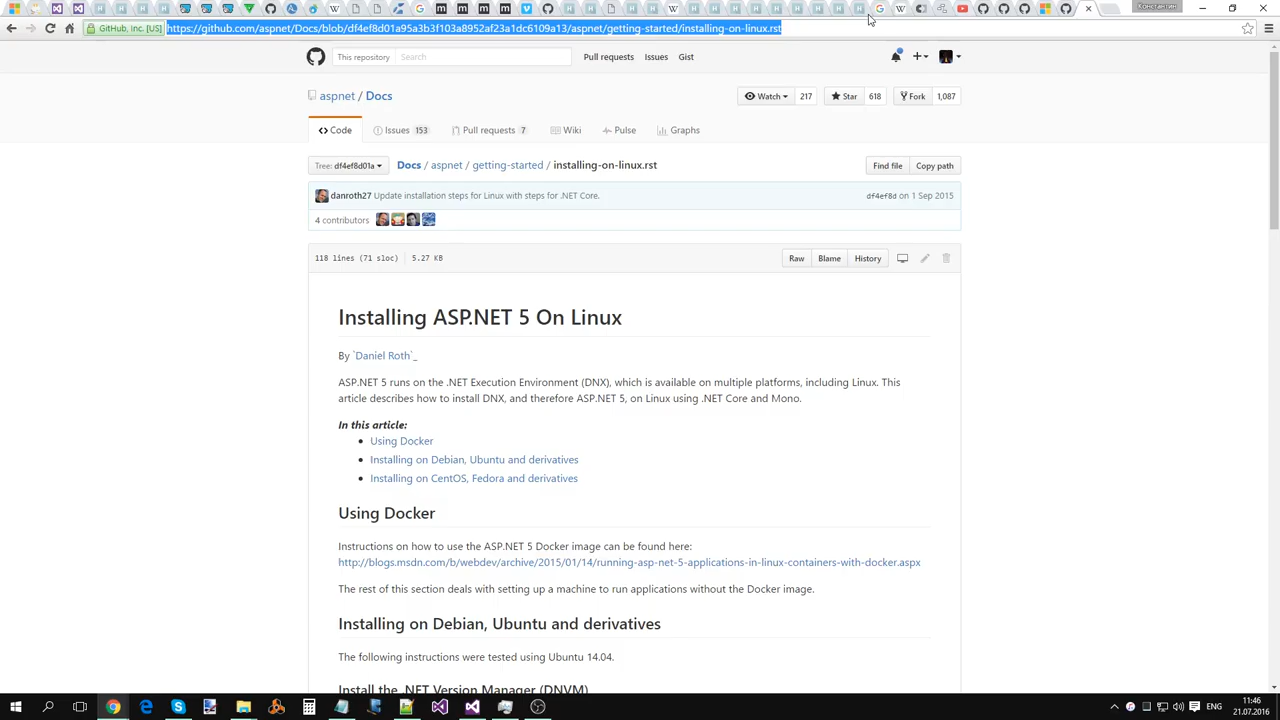 Константин
GitHub, Inc. [US]
https://github.com/aspnet/Docs/blob/df4ef8d01a95a3b3f103a8952af23a1dc6109a13/aspnet/getting-started/installing-on-linux.rst
This repository
Search
Pull requests
Issues
Gist
aspnet / Docs
Watch
217
Star
618
Fork
1,087
Code
Issues 153
Pull requests 7
Wiki
Pulse
Graphs
Tree: df4ef8d01a
Docs / aspnet / getting-started / installing-on-linux.rst
Find file
Copy path
danroth27 Update installation steps for Linux with steps for .NET Core.
df4ef8d on 1 Sep 2015
4 contributors
118 lines (71 sloc)
5.27 KB
Raw
Blame
History
Installing ASP.NET 5 On Linux
By `Daniel Roth`_
ASP.NET 5 runs on the .NET Execution Environment (DNX), which is available on multiple platforms, including Linux. This
article describes how to install DNX, and therefore ASP.NET 5, on Linux using .NET Core and Mono.
In this article:
Using Docker
Installing on Debian, Ubuntu and derivatives
Installing on CentOS, Fedora and derivatives
Using Docker
Instructions on how to use the ASP.NET 5 Docker image can be found here:
http://blogs.msdn.com/b/webdev/archive/2015/01/14/running-asp-net-5-applications-in-linux-containers-with-docker.aspx
The rest of this section deals with setting up a machine to run applications without the Docker image.
Installing on Debian, Ubuntu and derivatives
The following instructions were tested using Ubuntu 14.04.
Install the .NET Version Manager (DNVM)
ENG
11:46
21.07.2016